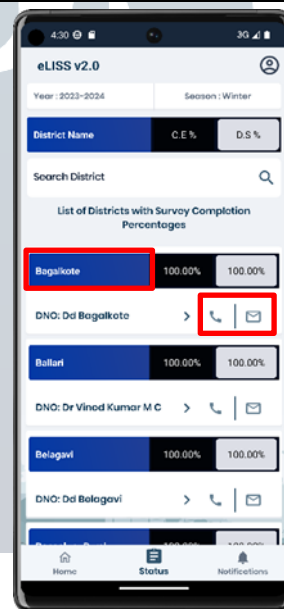 4:30 3G
eLISS v2.0
Year : 2023-2024 Season : Winter
District Name C.E % D.S %
Search District
List of Districts with Survey Completion
Percentages
Bagalkote 100.00% 100.00%
DNO: Dd Bagalkote >
Ballari 100.00% 100.00%
DNO: Dr Vinod Kumar M C >
Belagavi 100.00% 100.00%
DNO: Dd Belagavi >
Home Status Notifications